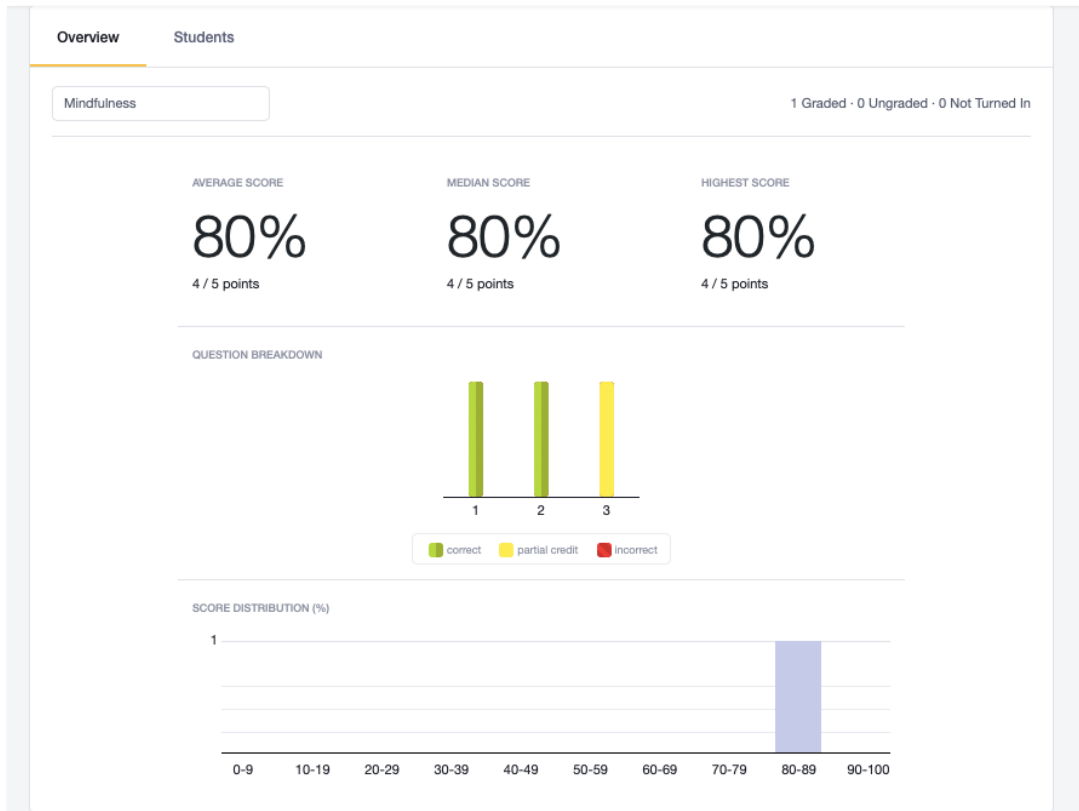 Overview Students
Mindfulness
1 Graded · 0 Ungraded · 0 Not Turned In
AVERAGE SCORE MEDIAN SCORE HIGHEST SCORE
80% 80% 80%
4 / 5 points 4 / 5 points 4 / 5 points
QUESTION BREAKDOWN
1 2 3
correct partial credit incorrect
SCORE DISTRIBUTION (%)
1
0-9 10-19 20-29 30-39 40-49 50-59 60-69 70-79 80-89 90-100